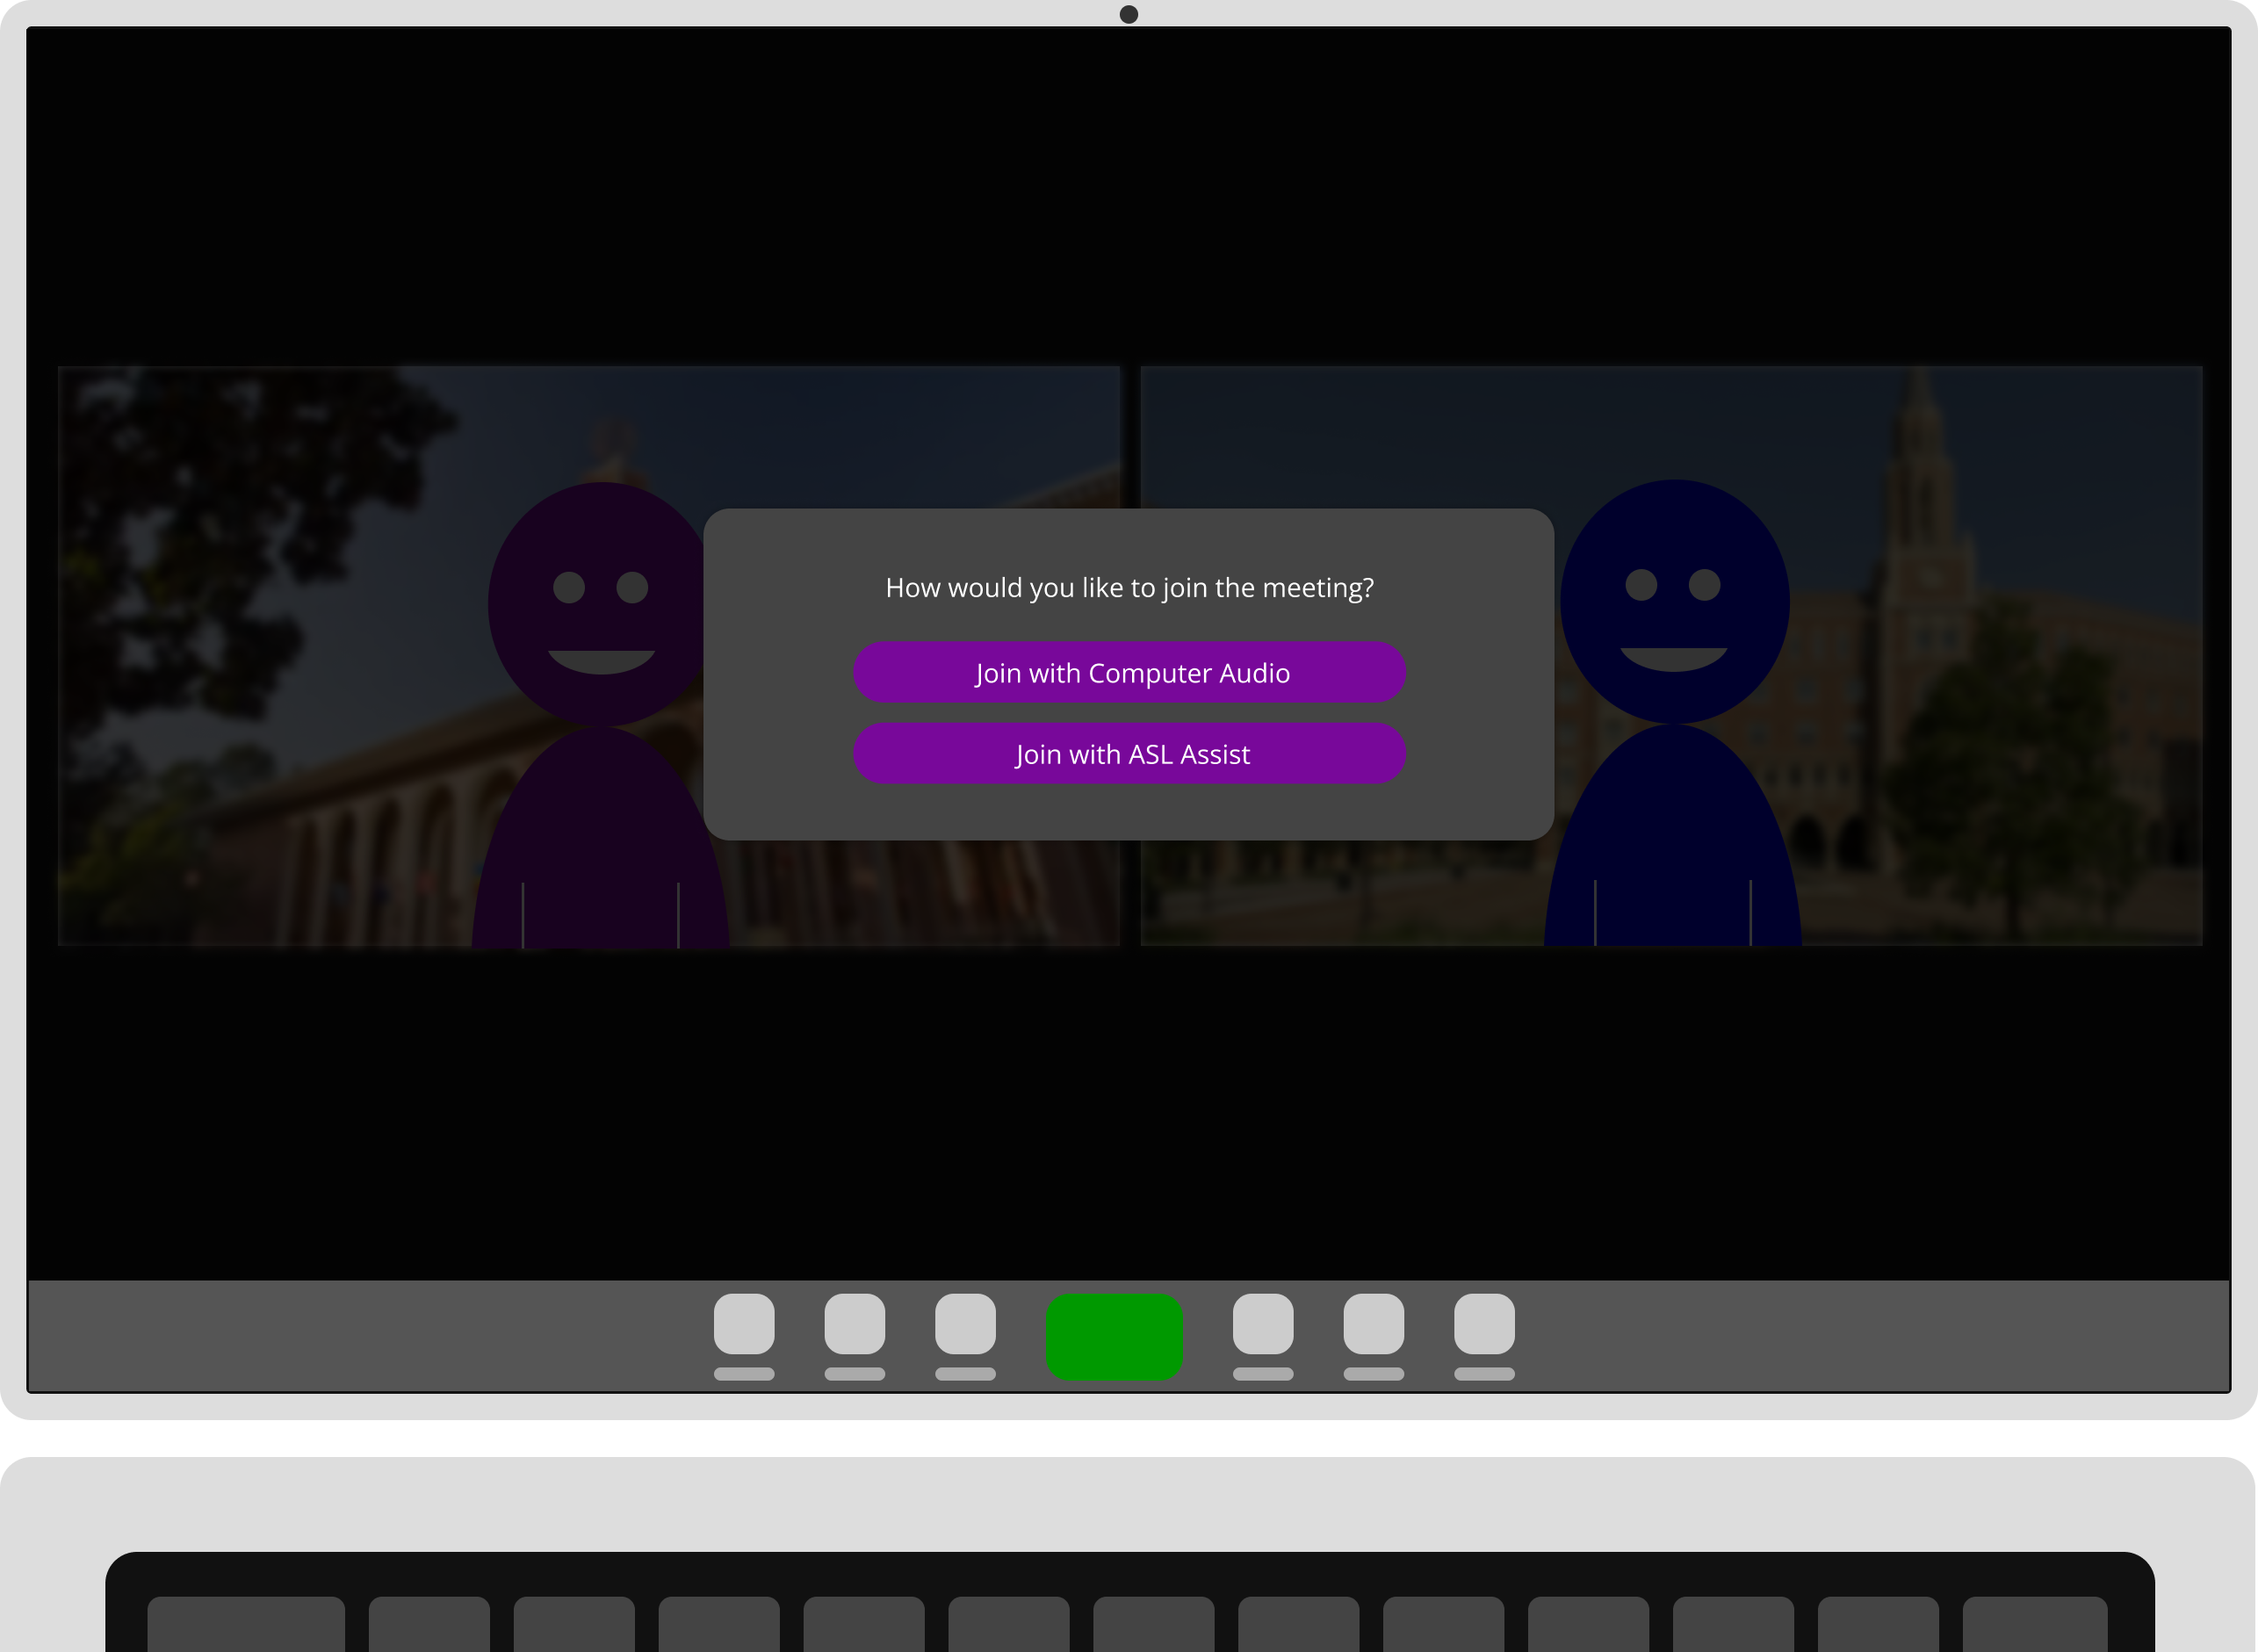 How would you like to join the meeting?
Join with Computer Audio
Join with ASL Assist